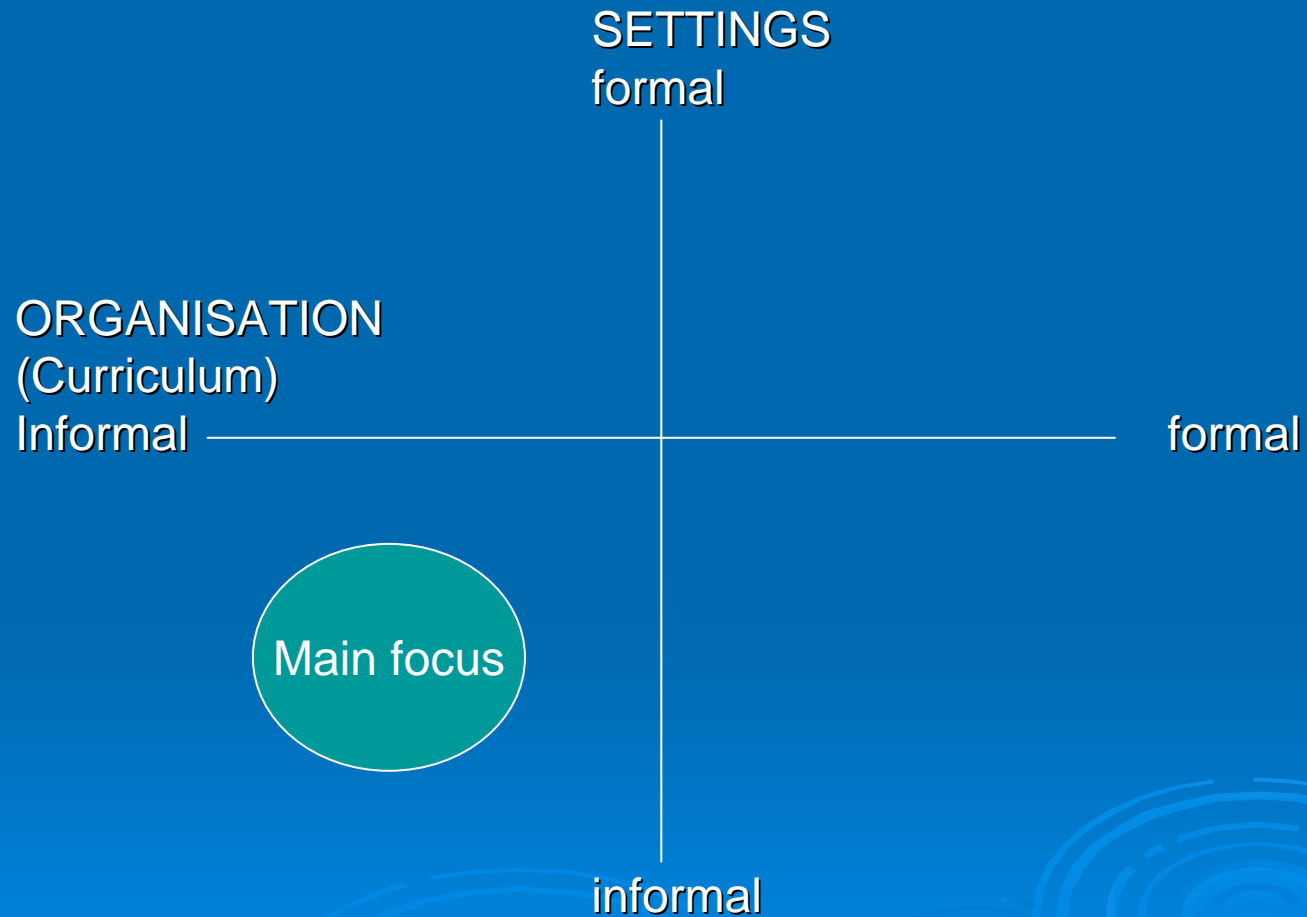 SETTINGS
formal
ORGANISATION
(Curriculum)
Informal
formal
Main focus
informal